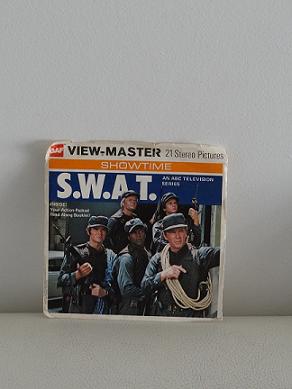 GAF VIEW-MASTER 21 Stereo Pictures
SHOWTIME
S.W.A.T.
AN ABC TELEVISION
SERIES
INSIDE!
Your Action-Packed
Read Along Booklet!